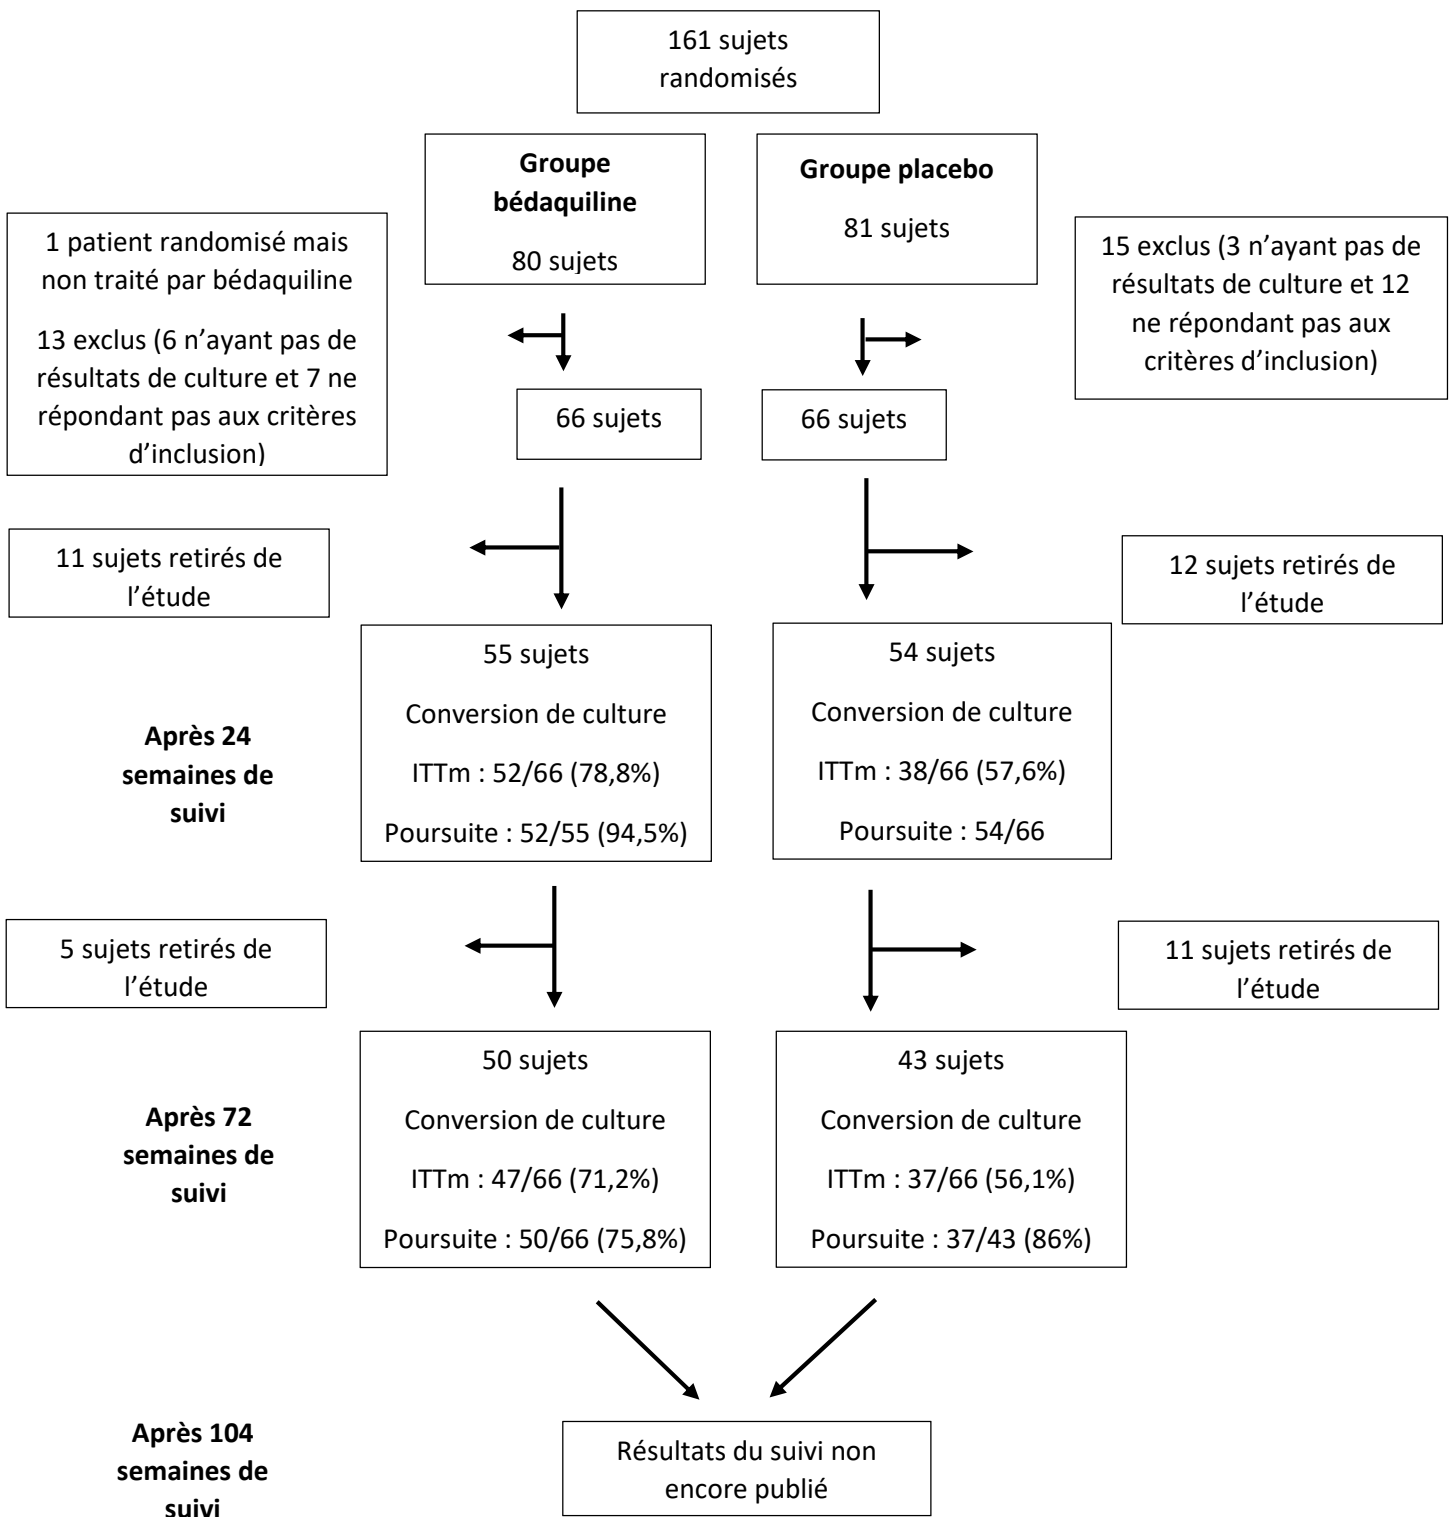 161 sujets
randomisés
Groupe
bédaquiline
80 sujets
Groupe placebo
81 sujets
1 patient randomisé mais
non traité par bédaquiline
13 exclus (6 n’ayant pas de
résultats de culture et 7 ne
répondant pas aux critères
d’inclusion)
15 exclus (3 n’ayant pas de
résultats de culture et 12
ne répondant pas aux
critères d’inclusion)
66 sujets
66 sujets
11 sujets retirés de
l’étude
12 sujets retirés de
l’étude
Après 24
semaines de
suivi
55 sujets
Conversion de culture
ITTm : 52/66 (78,8%)
Poursuite : 52/55 (94,5%)
54 sujets
Conversion de culture
ITTm : 38/66 (57,6%)
Poursuite : 54/66
5 sujets retirés de
l’étude
11 sujets retirés de
l’étude
Après 72
semaines de
suivi
50 sujets
Conversion de culture
ITTm : 47/66 (71,2%)
Poursuite : 50/66 (75,8%)
43 sujets
Conversion de culture
ITTm : 37/66 (56,1%)
Poursuite : 37/43 (86%)
Après 104
semaines de
suivi
Résultats du suivi non
encore publié